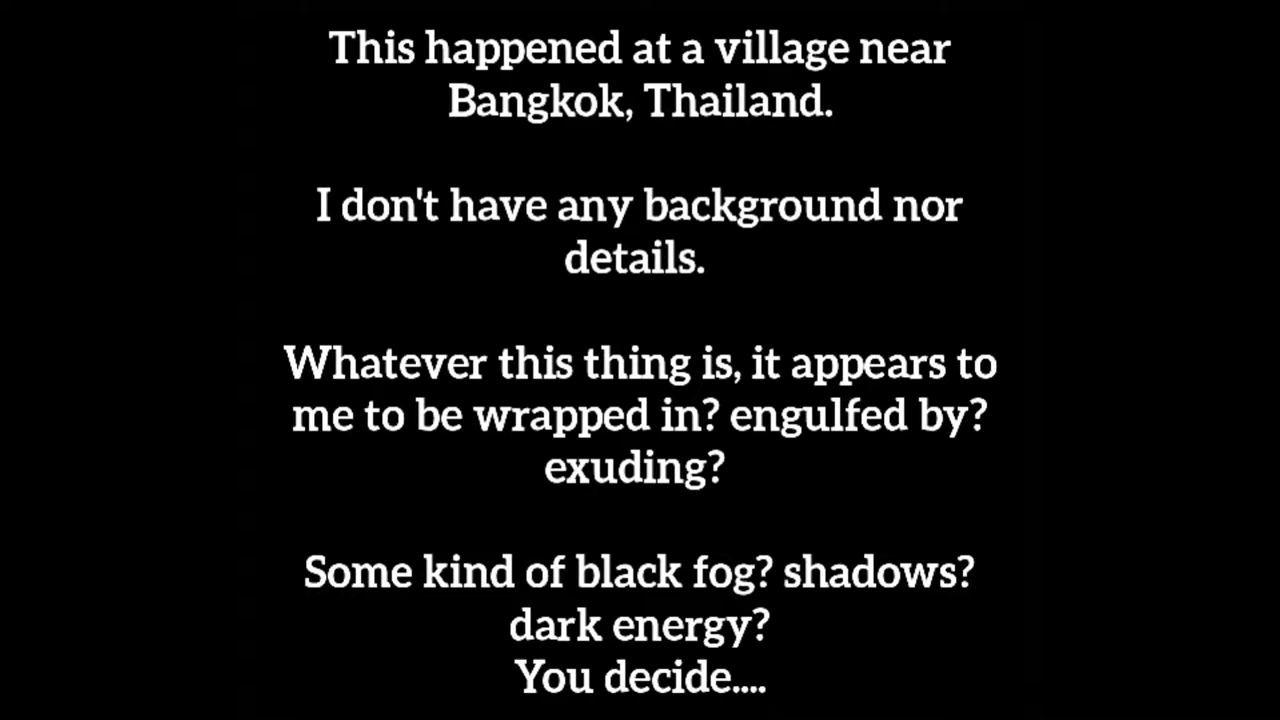 This happened at a village near
Bangkok, Thailand.
I don't have any background nor
details.
Whatever this thing is, it appears to
me to be wrapped in? engulfed by?
exuding?
Some kind of black fog? shadows?
dark energy?
You decide....